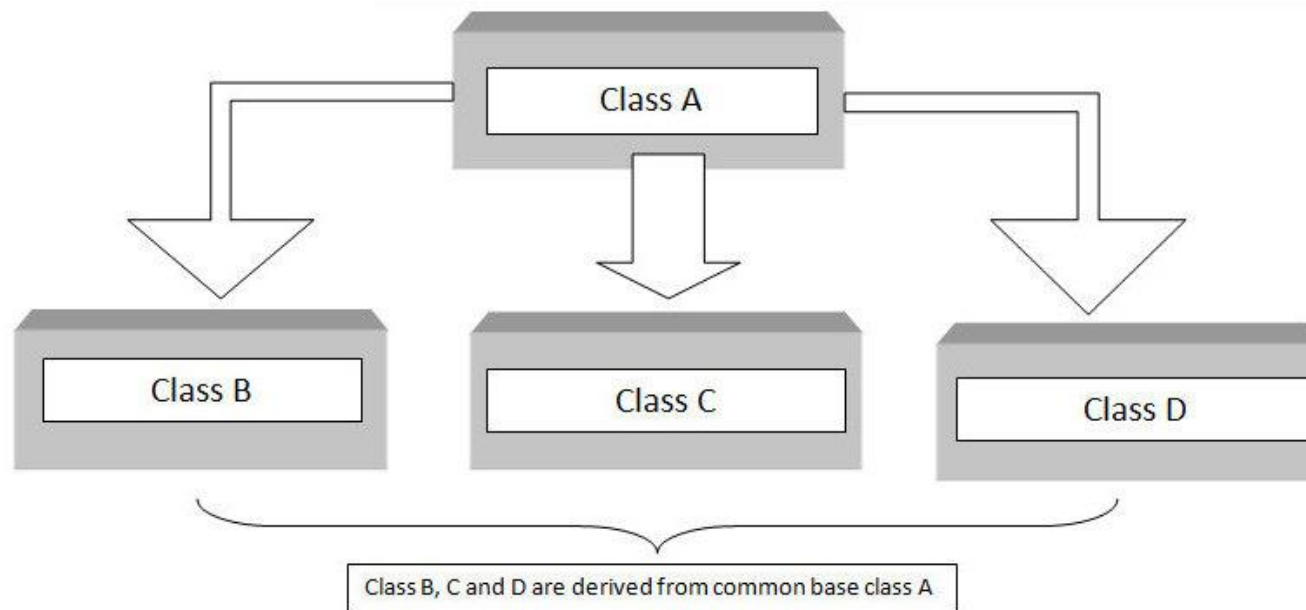 Class A
Class B
Class C
Class D
Class B, C and D are derived from common base class A